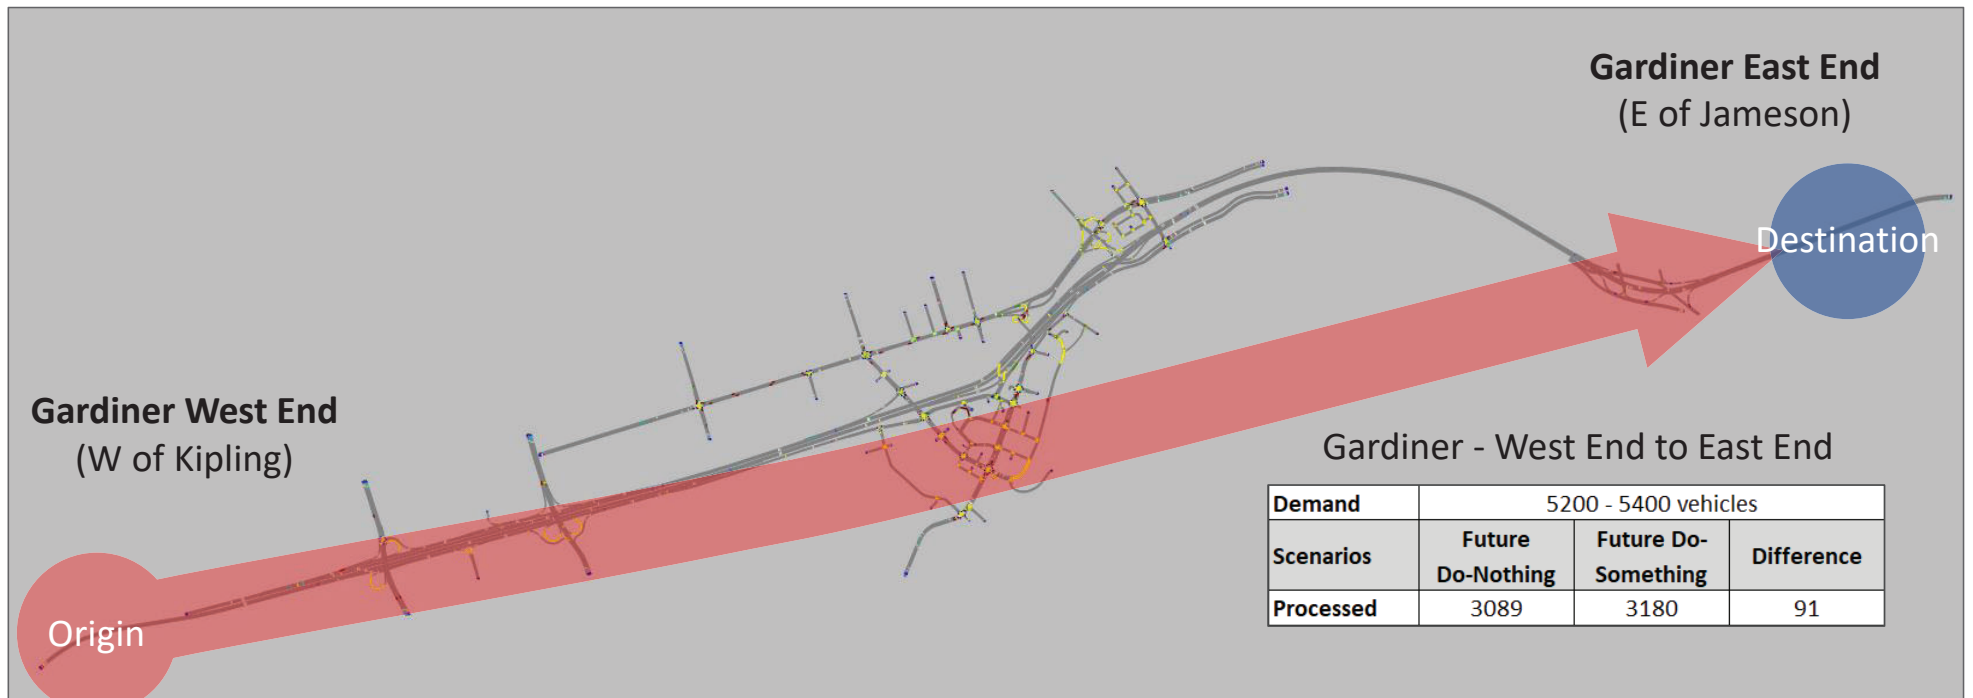 Gardiner East End
(E of Jameson)
Destination
Gardiner West End
(W of Kipling)
Origin
Gardiner - West End to East End
Demand 5200 - 5400 vehicles
Scenarios Future Do-Nothing Future Do-Something Difference
Processed 3089 3180 91